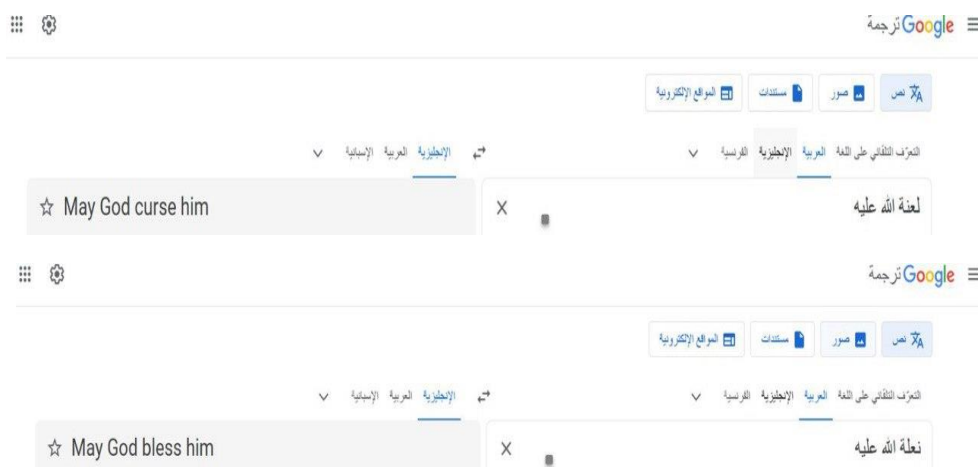 Google ترجمة
نص صور مستندات المواقع الإلكترونية
التعرّف التلقائي على اللغة العربية الإنجليزية الفرنسية
الإنجليزية العربية الإسبانية
لعنة الله عليه
May God curse him
Google ترجمة
نص صور مستندات المواقع الإلكترونية
التعرّف التلقائي على اللغة العربية الإنجليزية الفرنسية
الإنجليزية العربية الإسبانية
نعلة الله عليه
May God bless him